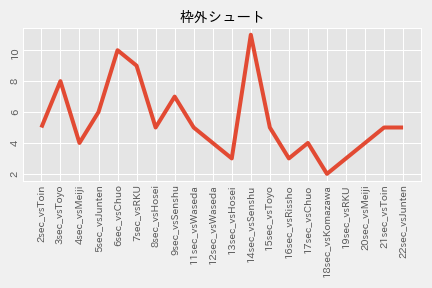 枠外シュート
10
8
6
4
2
2sec_vsToin
3sec_vsToyo
4sec_vsMeiji
5sec_vsJunten
6sec_vsChuo
7sec_vsRKU
8sec_vsHosei
9sec_vsSenshu
11sec_vsWaseda
12sec_vsWaseda
13sec_vsHosei
14sec_vsSenshu
15sec_vsToyo
16sec_vsRissho
17sec_vsChuo
18sec_vsKomazawa
19sec_vsRKU
20sec_vsMeiji
21sec_vsToin
22sec_vsJunten